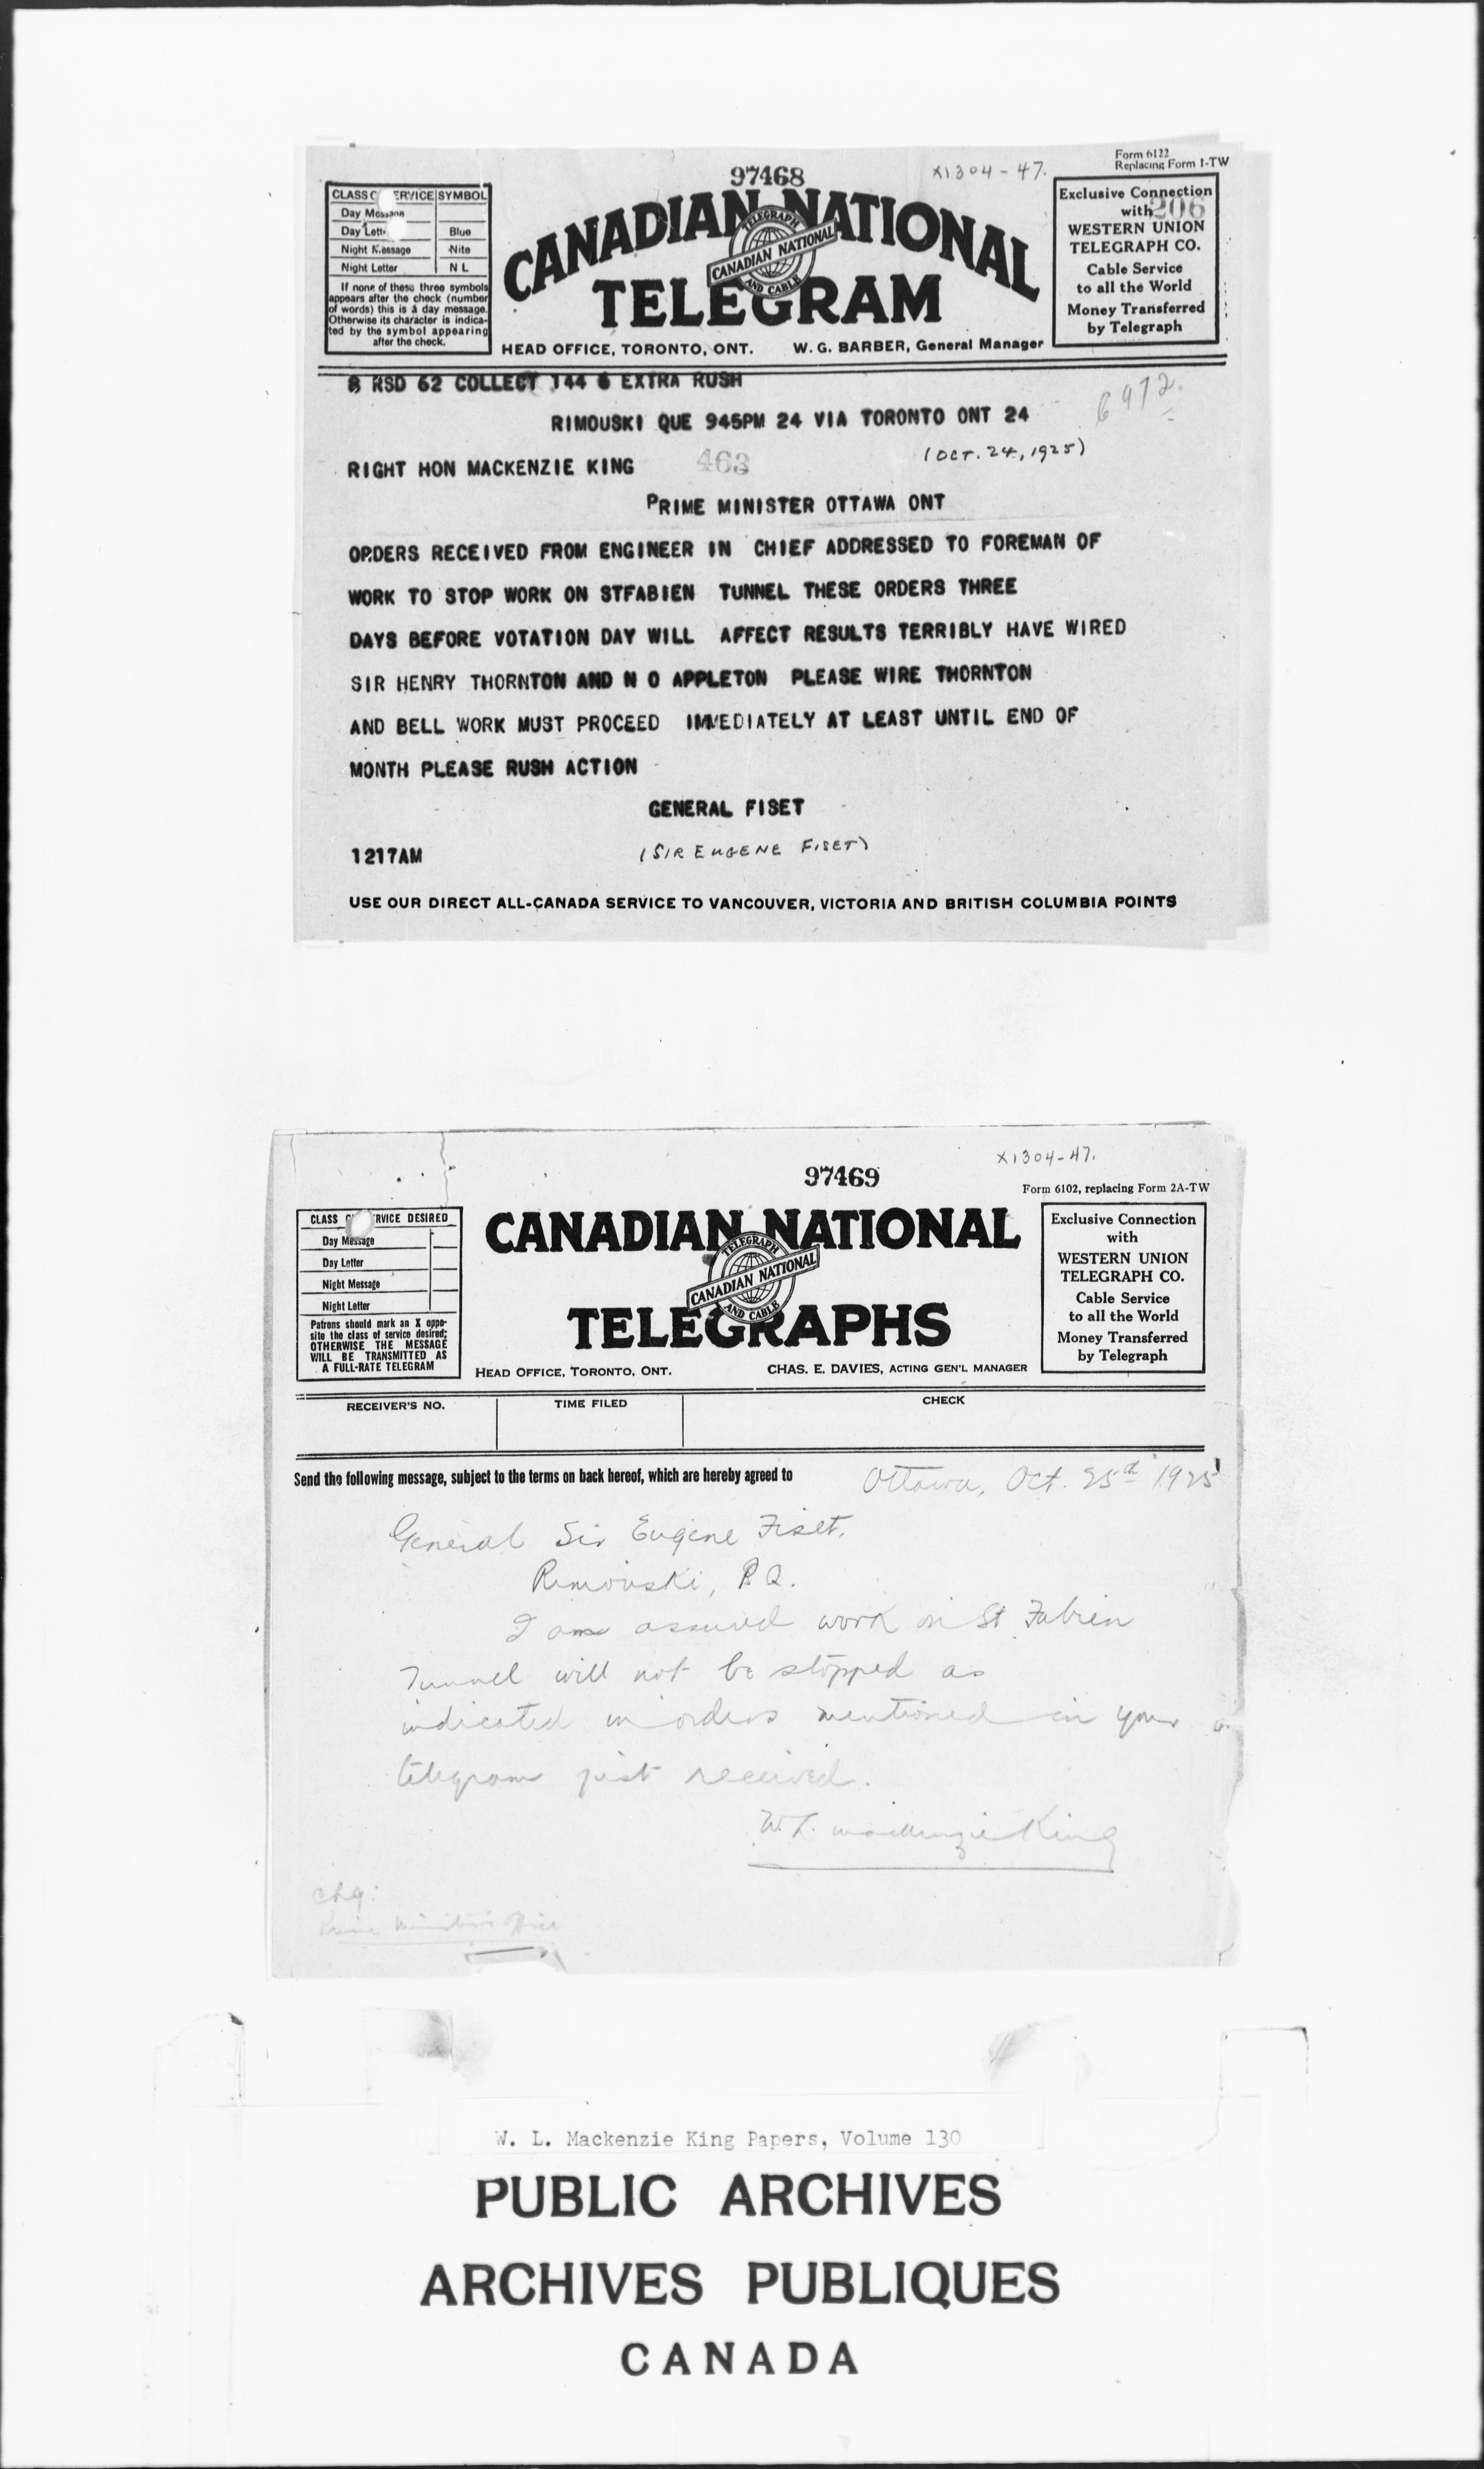 97468
X1304-47.
Form 6122
Replacing Form 1-TW
CLASS ERVICE SYMBOL
Day Message
Day Lett Blue
Night Message Nite
Night Letter N L
If none of these three symbols
appears after the check (number
of words) this is a day message.
Otherwise its character is indica-
ted by the symbol appearing
after the check.
CANADIAN NATIONAL
TELEGRAPH
CANADIAN NATIONAL
AND CABLE
TELEGRAM
HEAD OFFICE, TORONTO, ONT. W. G. BARBER, General Manager
Exclusive Connection
with 206
WESTERN UNION
TELEGRAPH CO.
Cable Service
to all the World
Money Transferred
by Telegraph
8 RSD 62 COLLECT 144 6 EXTRA RUSH
6972.
RIMOUSKI QUE 945PM 24 VIA TORONTO ONT 24
(OCT. 24, 1925)
RIGHT HON MACKENZIE KING 463
PRIME MINISTER OTTAWA ONT
ORDERS RECEIVED FROM ENGINEER IN CHIEF ADDRESSED TO FOREMAN OF
WORK TO STOP WORK ON STFABIEN TUNNEL THESE ORDERS THREE
DAYS BEFORE VOTATION DAY WILL AFFECT RESULTS TERRIBLY HAVE WIRED
SIR HENRY THORNTON AND N O APPLETON PLEASE WIRE THORNTON
AND BELL WORK MUST PROCEED IMMEDIATELY AT LEAST UNTIL END OF
MONTH PLEASE RUSH ACTION
GENERAL FISET
1217AM (SIR EUGENE FISET)
USE OUR DIRECT ALL-CANADA SERVICE TO VANCOUVER, VICTORIA AND BRITISH COLUMBIA POINTS
X1304-47.
97469
Form 6102, replacing Form 2A-TW
CLASS RVICE DESIRED
Day Message
Day Letter
Night Message
Night Letter
Patrons should mark an X oppo-
site the class of service desired;
OTHERWISE THE MESSAGE
WILL BE TRANSMITTED AS
A FULL-RATE TELEGRAM
CANADIAN NATIONAL
TELEGRAPH
CANADIAN NATIONAL
AND CABLE
TELEGRAPHS
HEAD OFFICE, TORONTO, ONT. CHAS. E. DAVIES, ACTING GEN'L MANAGER
Exclusive Connection
with
WESTERN UNION
TELEGRAPH CO.
Cable Service
to all the World
Money Transferred
by Telegraph
RECEIVER'S NO. TIME FILED CHECK
Send the following message, subject to the terms on back hereof, which are hereby agreed to
Ottawa, Oct. 25th 1925
General Sir Eugene Fiset,
Rimouski, P.Q.
I am assured work on St Fabien
Tunnel will not be stopped as
indicated in orders mentioned in your
telegram just received.
W.L. Mackenzie King
chg:
Prime Minister's Office
W. L. Mackenzie King Papers, Volume 130
PUBLIC ARCHIVES
ARCHIVES PUBLIQUES
CANADA